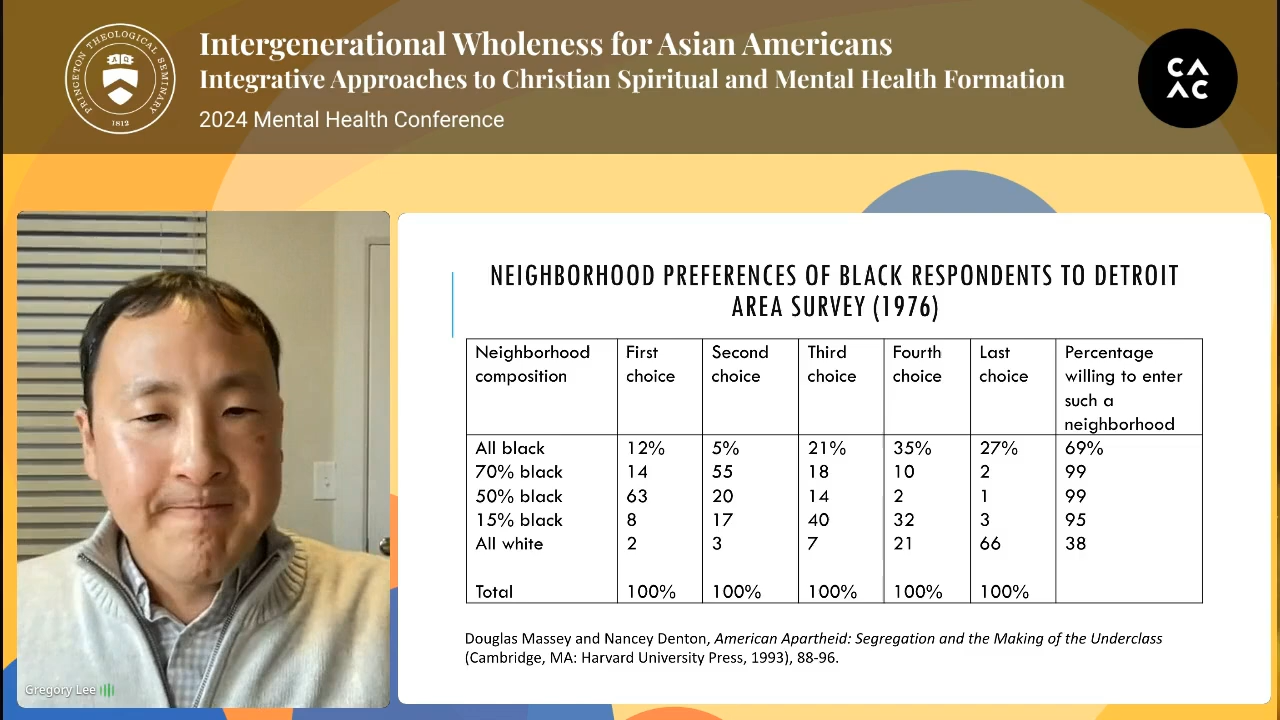 PRINCETON THEOLOGICAL SEMINARY
1812
Intergenerational Wholeness for Asian Americans
Integrative Approaches to Christian Spiritual and Mental Health Formation
2024 Mental Health Conference
CA
AC
NEIGHBORHOOD PREFERENCES OF BLACK RESPONDENTS TO DETROIT
AREA SURVEY (1976)
Neighborhood composition | First choice | Second choice | Third choice | Fourth choice | Last choice | Percentage willing to enter such a neighborhood
All black 12% 5% 21% 35% 27% 69%
70% black 14 55 18 10 2 99
50% black 63 20 14 2 1 99
15% black 8 17 40 32 3 95
All white 2 3 7 21 66 38
Total 100% 100% 100% 100% 100%
Douglas Massey and Nancey Denton, American Apartheid: Segregation and the Making of the Underclass
(Cambridge, MA: Harvard University Press, 1993), 88-96.
Gregory Lee